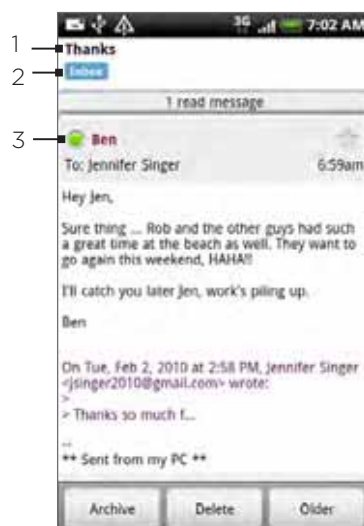 3G 7:02 AM
1 Thanks
2 Inbox
1 read message
3 Ben
To: Jennifer Singer 6:59am
Hey Jen,
Sure thing ... Rob and the other guys had such
a great time at the beach as well. They want to
go again this weekend, HAHA!!
I'll catch you later Jen, work's piling up.
Ben
On Tue, Feb 2, 2010 at 2:58 PM, Jennifer Singer
<jsinger2010@gmail.com> wrote:
>
> Thanks so much f...
--
** Sent from my PC **
Archive Delete Older